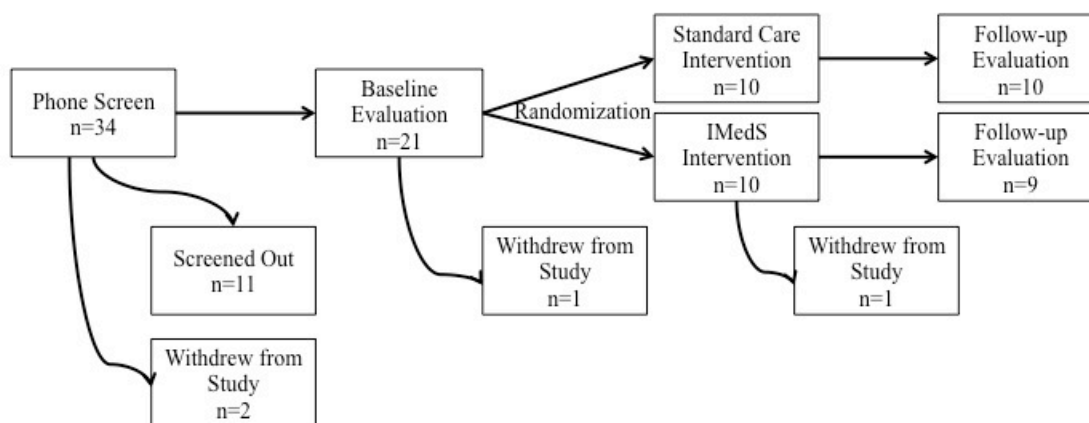 Phone Screen
n=34
Baseline
Evaluation
n=21
Randomization
Standard Care
Intervention
n=10
Follow-up
Evaluation
n=10
IMedS
Intervention
n=10
Follow-up
Evaluation
n=9
Screened Out
n=11
Withdrew from
Study
n=1
Withdrew from
Study
n=1
Withdrew from
Study
n=2